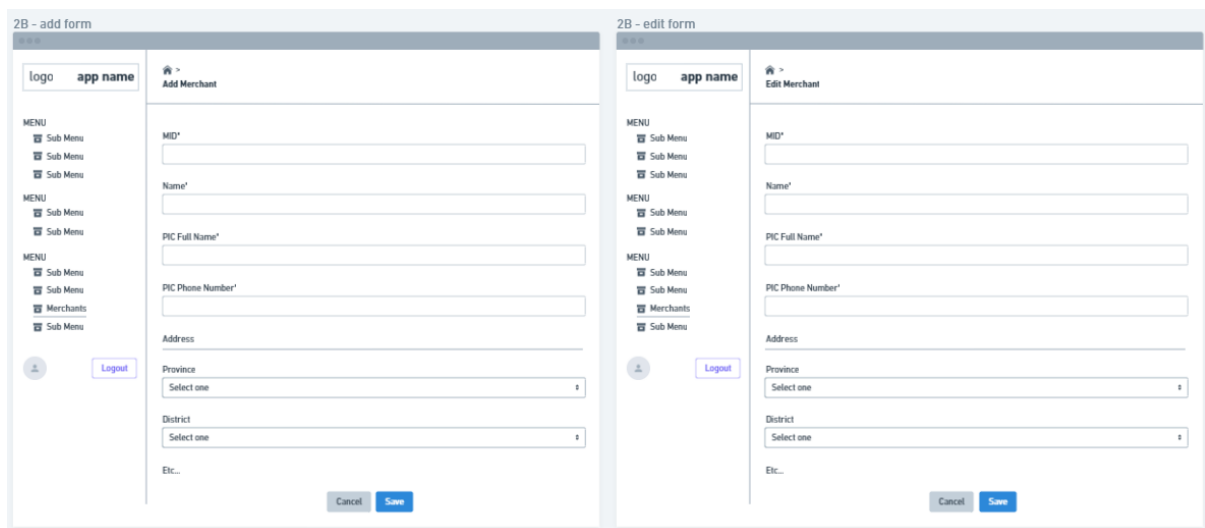 2B - add form
logo app name
>
Add Merchant
MENU
Sub Menu
Sub Menu
Sub Menu
MENU
Sub Menu
Sub Menu
MENU
Sub Menu
Sub Menu
Merchants
Sub Menu
Logout
MID*
Name*
PIC Full Name*
PIC Phone Number*
Address
Province
Select one
District
Select one
Etc...
Cancel Save
2B - edit form
logo app name
>
Edit Merchant
MENU
Sub Menu
Sub Menu
Sub Menu
MENU
Sub Menu
Sub Menu
MENU
Sub Menu
Sub Menu
Merchants
Sub Menu
Logout
MID*
Name*
PIC Full Name*
PIC Phone Number*
Address
Province
Select one
District
Select one
Etc...
Cancel Save